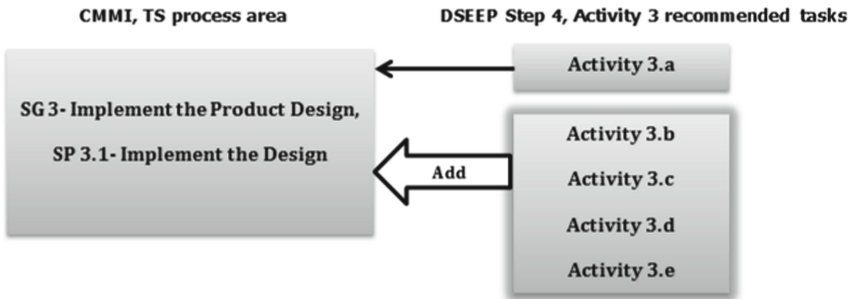 CMMI, TS process area
DSEEP Step 4, Activity 3 recommended tasks
SG 3- Implement the Product Design,
SP 3.1- Implement the Design
Activity 3.a
Add
Activity 3.b
Activity 3.c
Activity 3.d
Activity 3.e